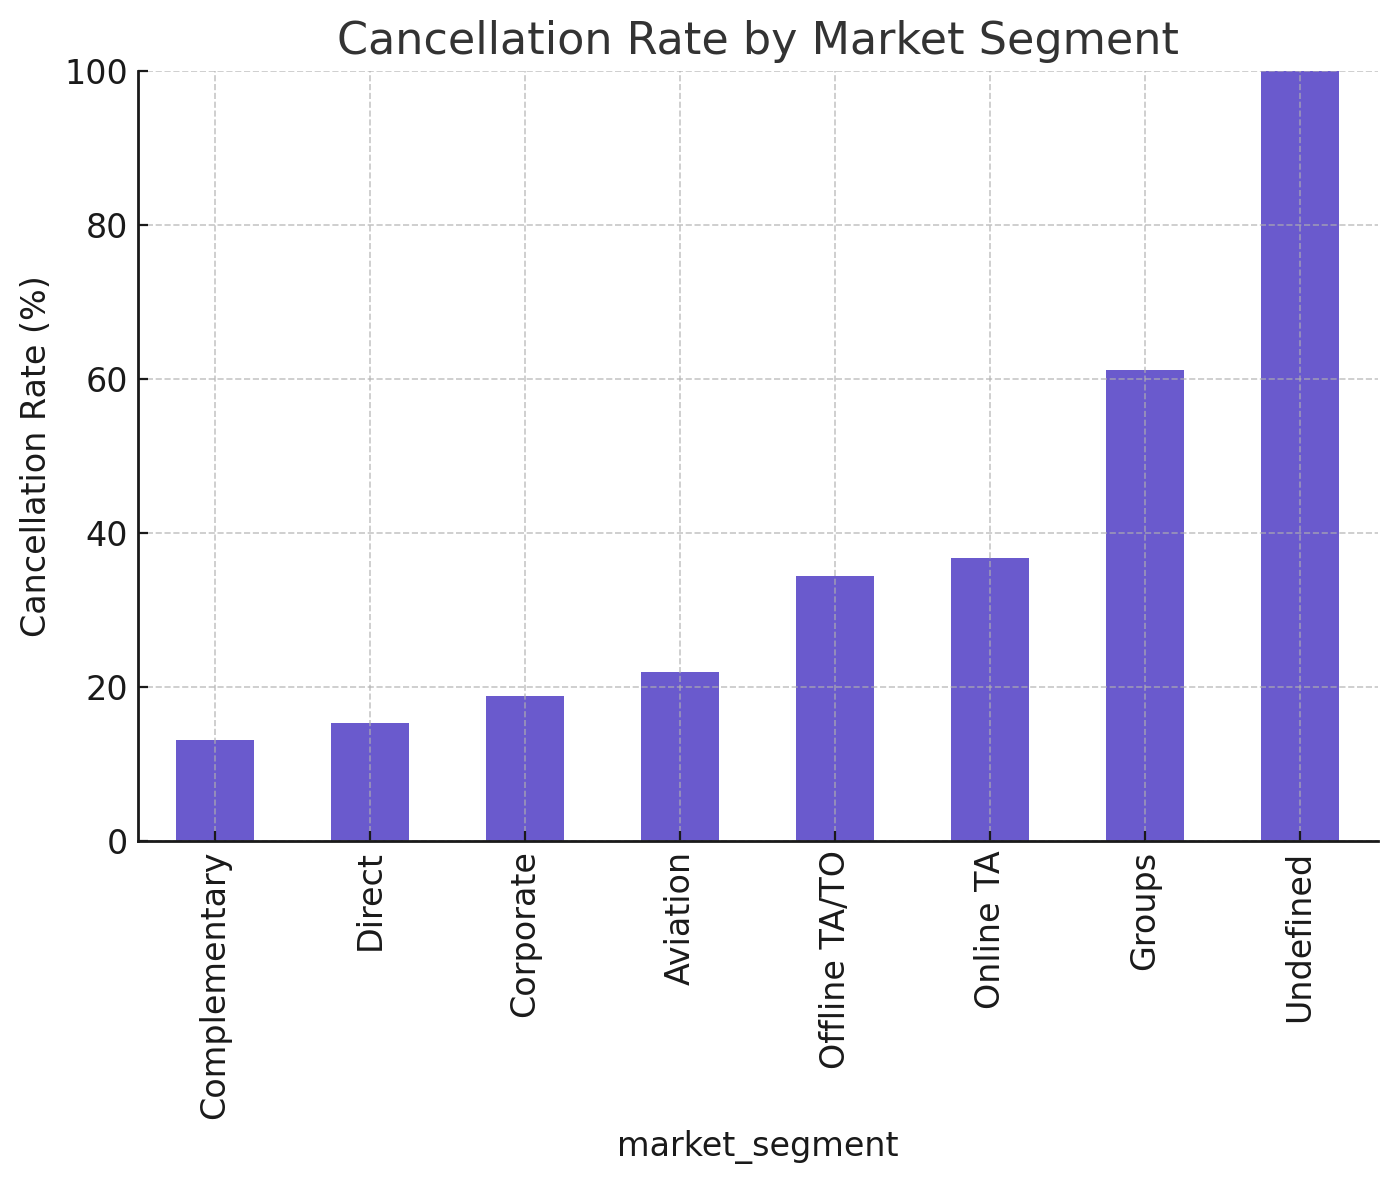 Cancellation Rate by Market Segment
Cancellation Rate (%)
100
80
60
40
20
0
Complementary
Direct
Corporate
Aviation
Offline TA/TO
Online TA
Groups
Undefined
market_segment